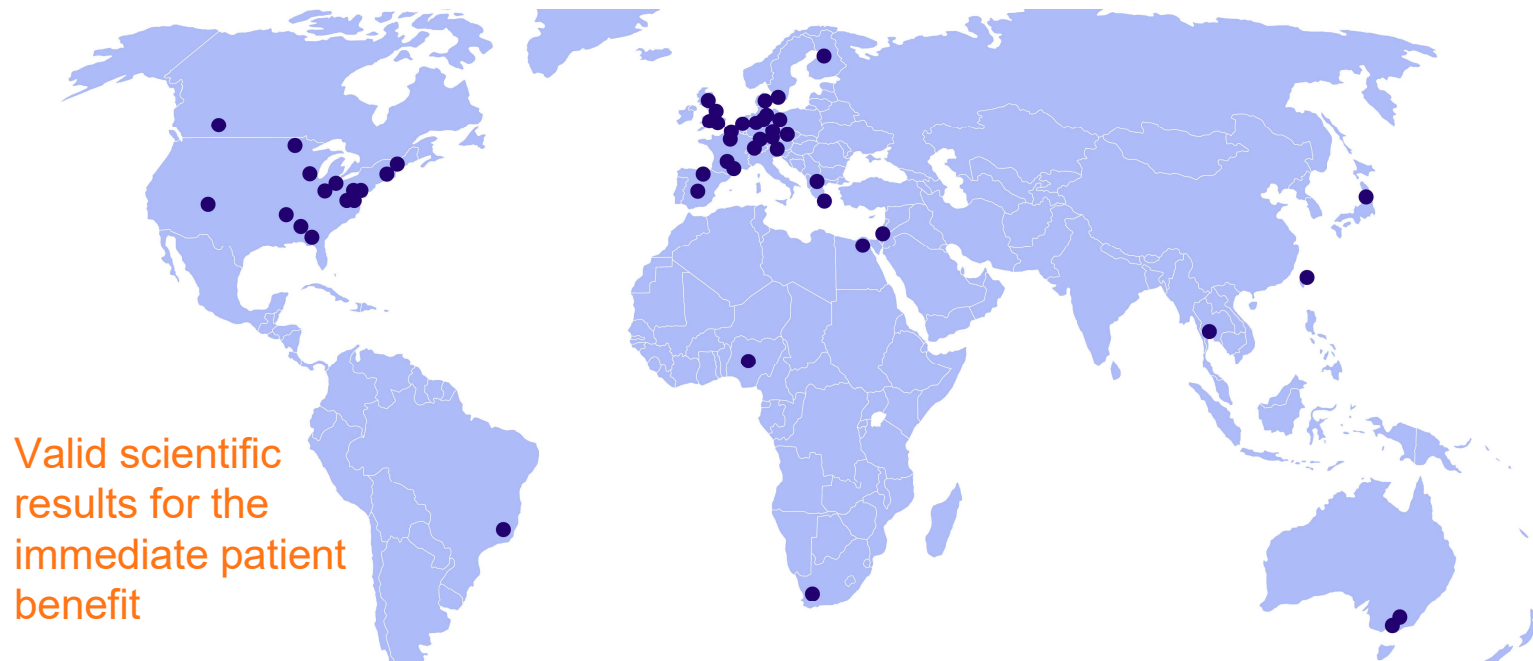 Valid scientific
results for the
immediate patient
benefit